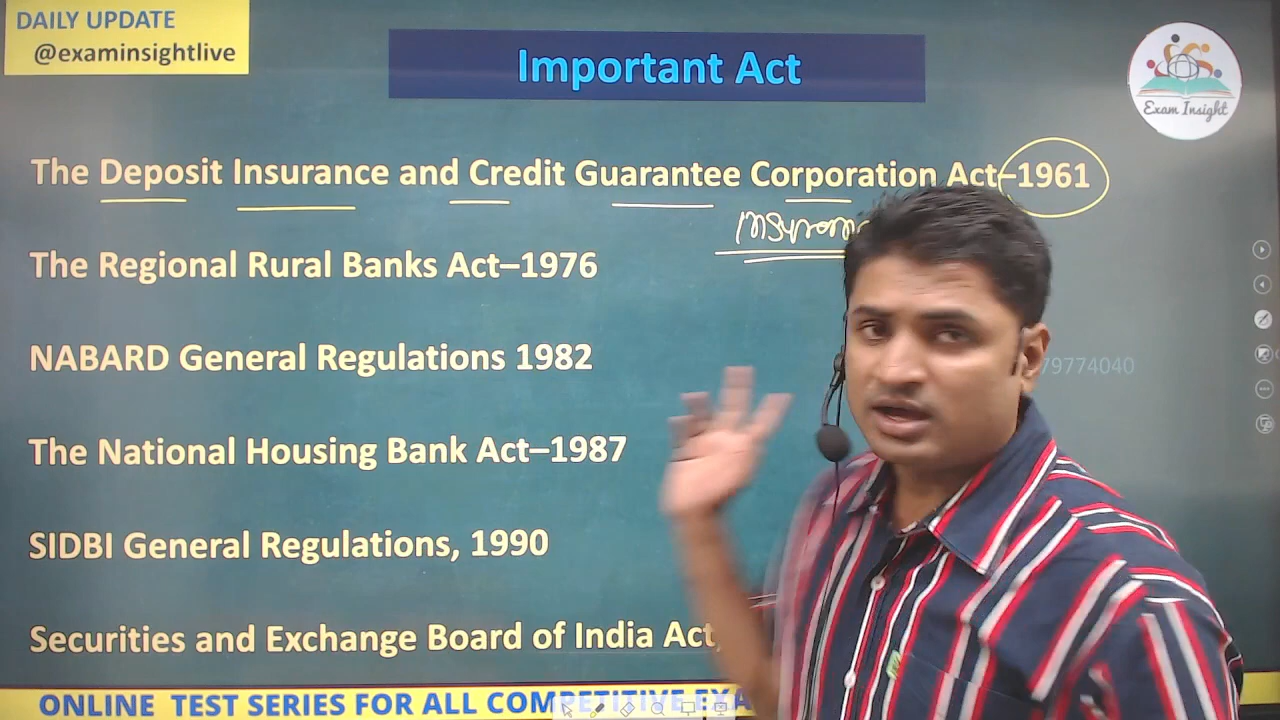 DAILY UPDATE
@examinsightlive
Important Act
Exam Insight
The Deposit Insurance and Credit Guarantee Corporation Act–1961
The Regional Rural Banks Act–1976
NABARD General Regulations 1982
79774040
The National Housing Bank Act–1987
SIDBI General Regulations, 1990
Securities and Exchange Board of India Act,
ONLINE TEST SERIES FOR ALL COMPETITIVE EXA